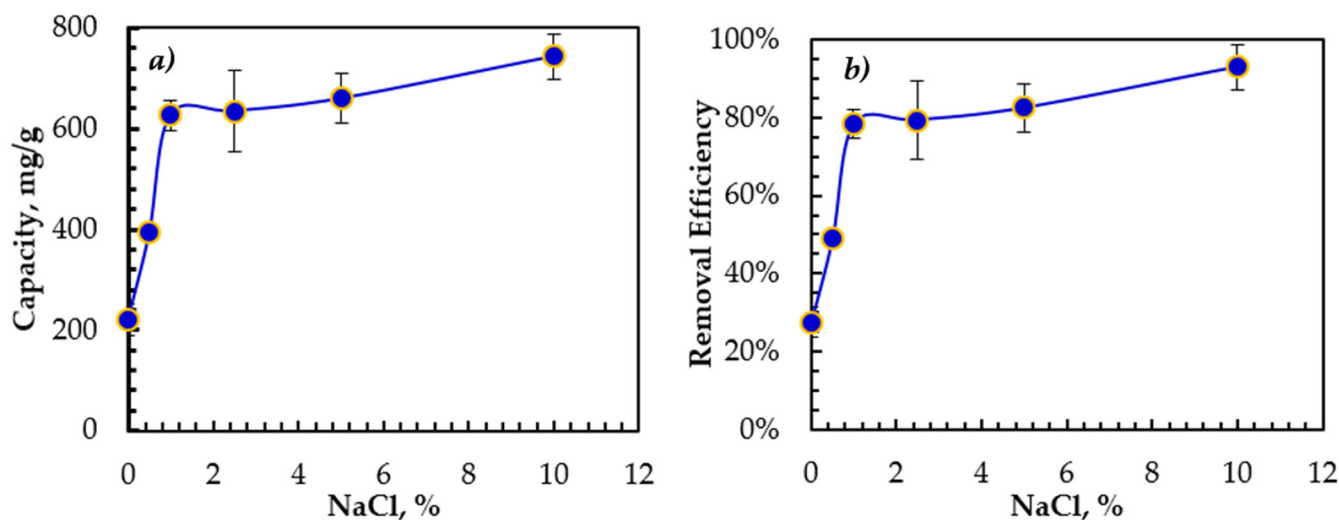 a)
Capacity, mg/g
800
600
400
200
0
0 2 4 6 8 10 12
NaCl, %
b)
Removal Efficiency
100%
80%
60%
40%
20%
0%
0 2 4 6 8 10 12
NaCl, %